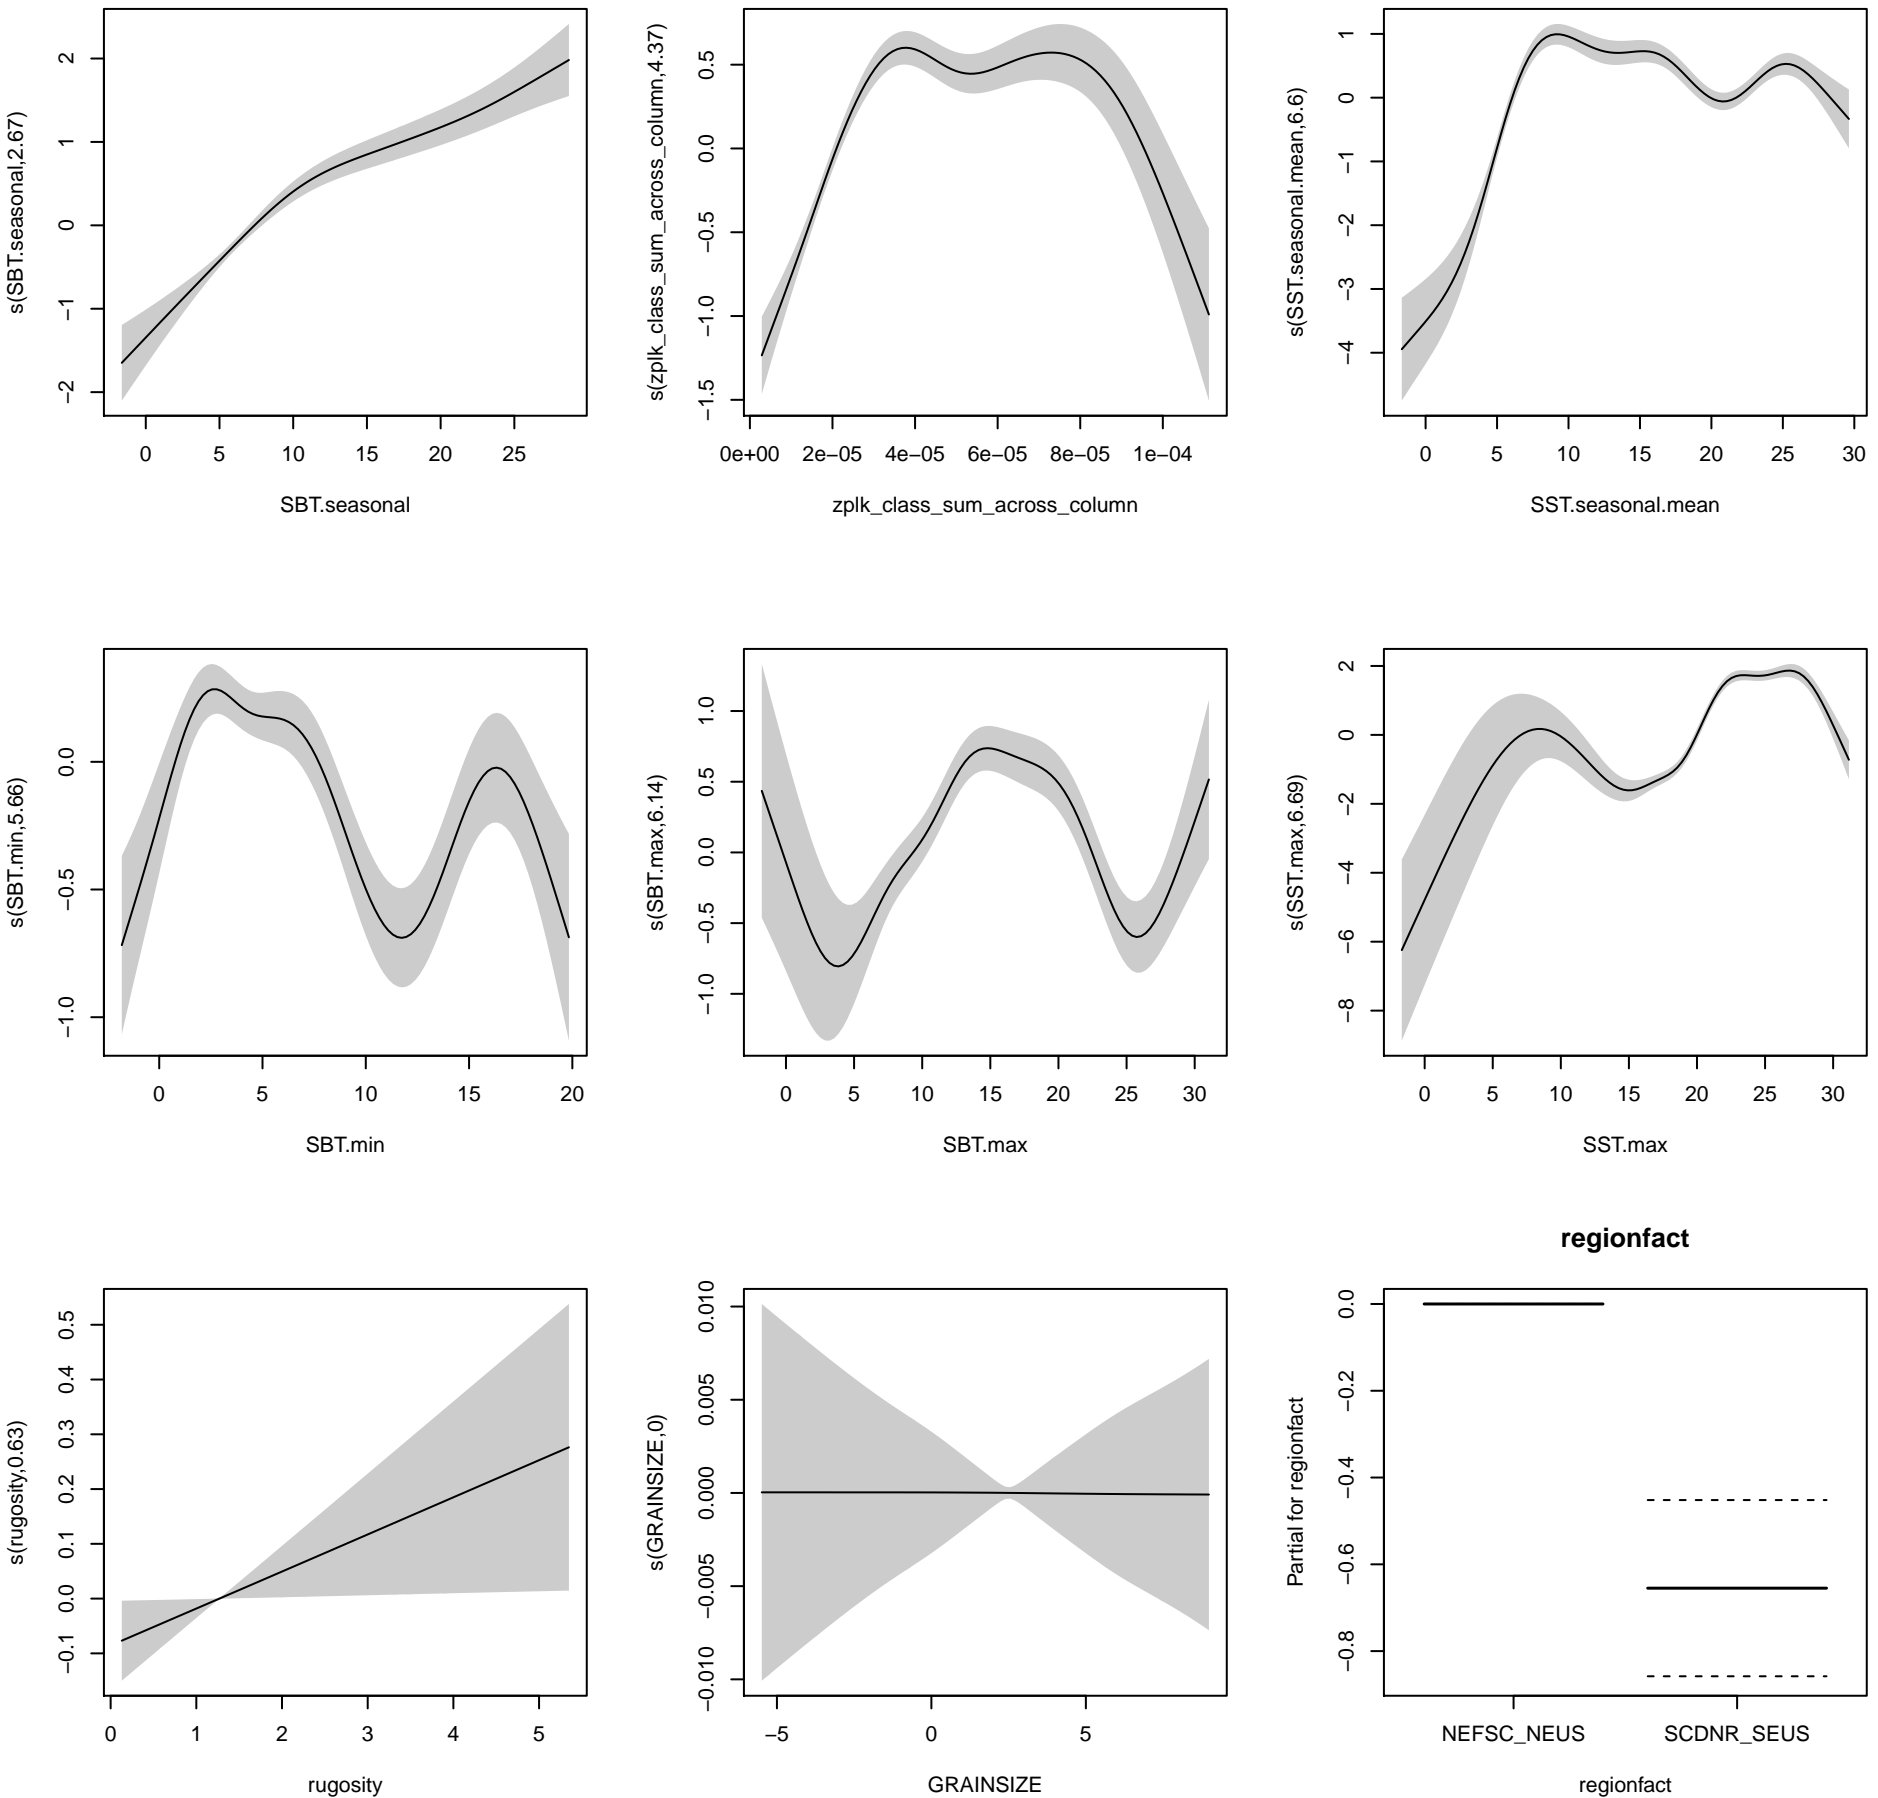 s(SBT.seasonal,2.67)
2
1
0
−1
−2
0 5 10 15 20 25
SBT.seasonal
s(zplk_class_sum_across_column,4.37)
0.5
0.0
−0.5
−1.0
−1.5
0e+00 2e−05 4e−05 6e−05 8e−05 1e−04
zplk_class_sum_across_column
s(SST.seasonal.mean,6.6)
1
0
−1
−2
−3
−4
0 5 10 15 20 25 30
SST.seasonal.mean
s(SBT.min,5.66)
0.0
−0.5
−1.0
0 5 10 15 20
SBT.min
s(SBT.max,6.14)
1.0
0.5
0.0
−0.5
−1.0
0 5 10 15 20 25 30
SBT.max
s(SST.max,6.69)
2
0
−2
−4
−6
−8
0 5 10 15 20 25 30
SST.max
s(rugosity,0.63)
0.5
0.4
0.3
0.2
0.1
0.0
−0.1
0 1 2 3 4 5
rugosity
s(GRAINSIZE,0)
0.010
0.005
0.000
−0.005
−0.010
−5 0 5
GRAINSIZE
regionfact
Partial for regionfact
0.0
−0.2
−0.4
−0.6
−0.8
NEFSC_NEUS SCDNR_SEUS
regionfact